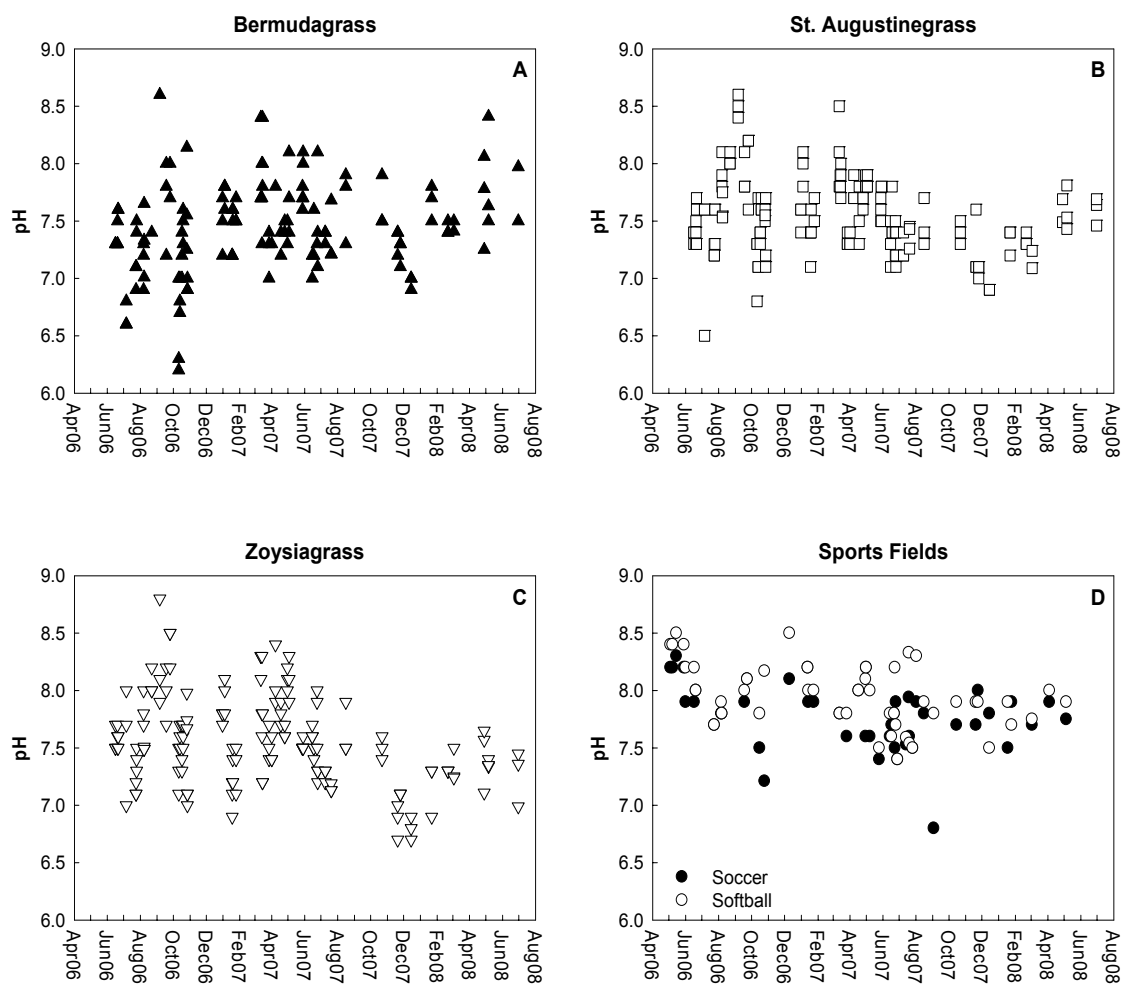 Bermudagrass
A
pH
9.0
8.5
8.0
7.5
7.0
6.5
6.0
Apr06
Jun06
Aug06
Oct06
Dec06
Feb07
Apr07
Jun07
Aug07
Oct07
Dec07
Feb08
Apr08
Jun08
Aug08
St. Augustinegrass
B
pH
9.0
8.5
8.0
7.5
7.0
6.5
6.0
Apr06
Jun06
Aug06
Oct06
Dec06
Feb07
Apr07
Jun07
Aug07
Oct07
Dec07
Feb08
Apr08
Jun08
Aug08
Zoysiagrass
C
pH
9.0
8.5
8.0
7.5
7.0
6.5
6.0
Apr06
Jun06
Aug06
Oct06
Dec06
Feb07
Apr07
Jun07
Aug07
Oct07
Dec07
Feb08
Apr08
Jun08
Aug08
Sports Fields
D
pH
9.0
8.5
8.0
7.5
7.0
6.5
6.0
Soccer
Softball
Apr06
Jun06
Aug06
Oct06
Dec06
Feb07
Apr07
Jun07
Aug07
Oct07
Dec07
Feb08
Apr08
Jun08
Aug08